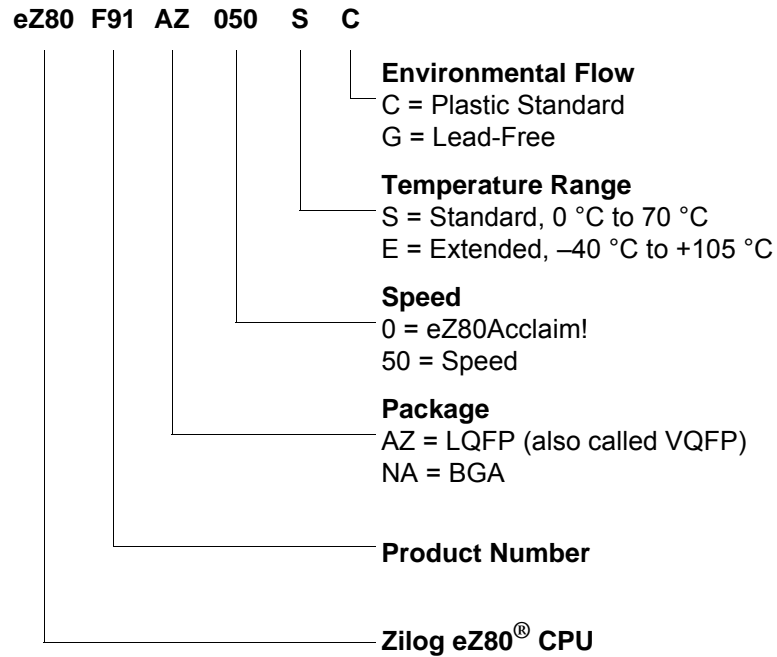 eZ80 F91 AZ 050 S C
Environmental Flow
C = Plastic Standard
G = Lead-Free
Temperature Range
S = Standard, 0 °C to 70 °C
E = Extended, –40 °C to +105 °C
Speed
0 = eZ80Acclaim!
50 = Speed
Package
AZ = LQFP (also called VQFP)
NA = BGA
Product Number
Zilog eZ80® CPU